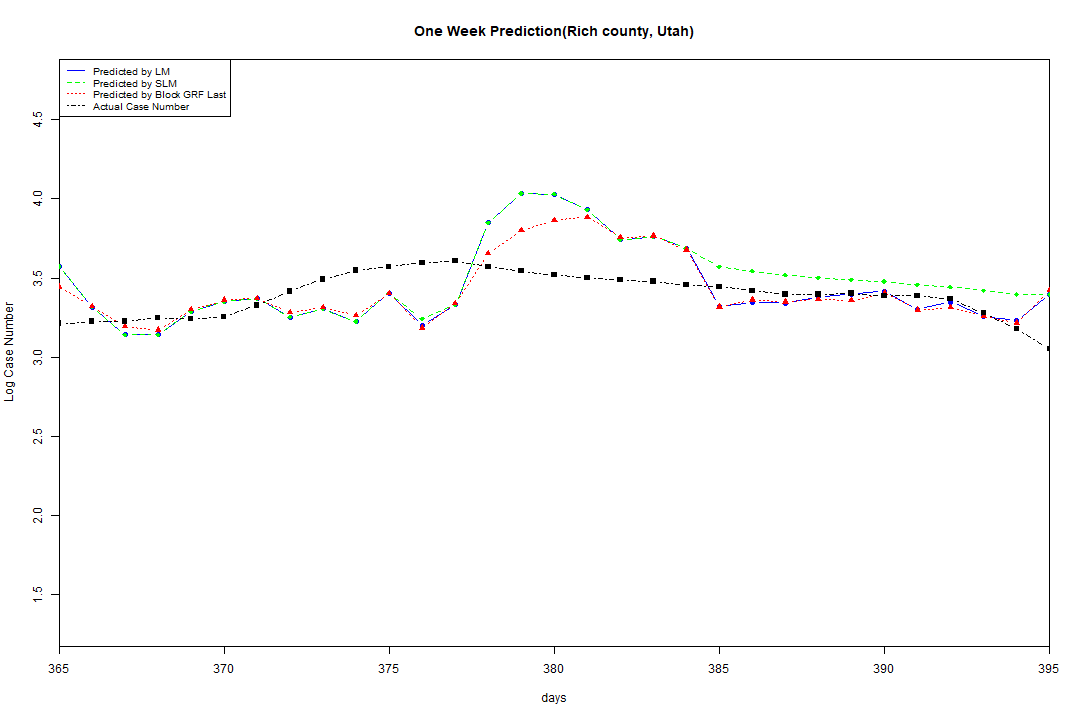 One Week Prediction(Rich county, Utah)
Predicted by LM
Predicted by SLM
Predicted by Block GRF Last
Actual Case Number
4.5
4.0
3.5
3.0
2.5
2.0
1.5
Log Case Number
365 370 375 380 385 390 395
days